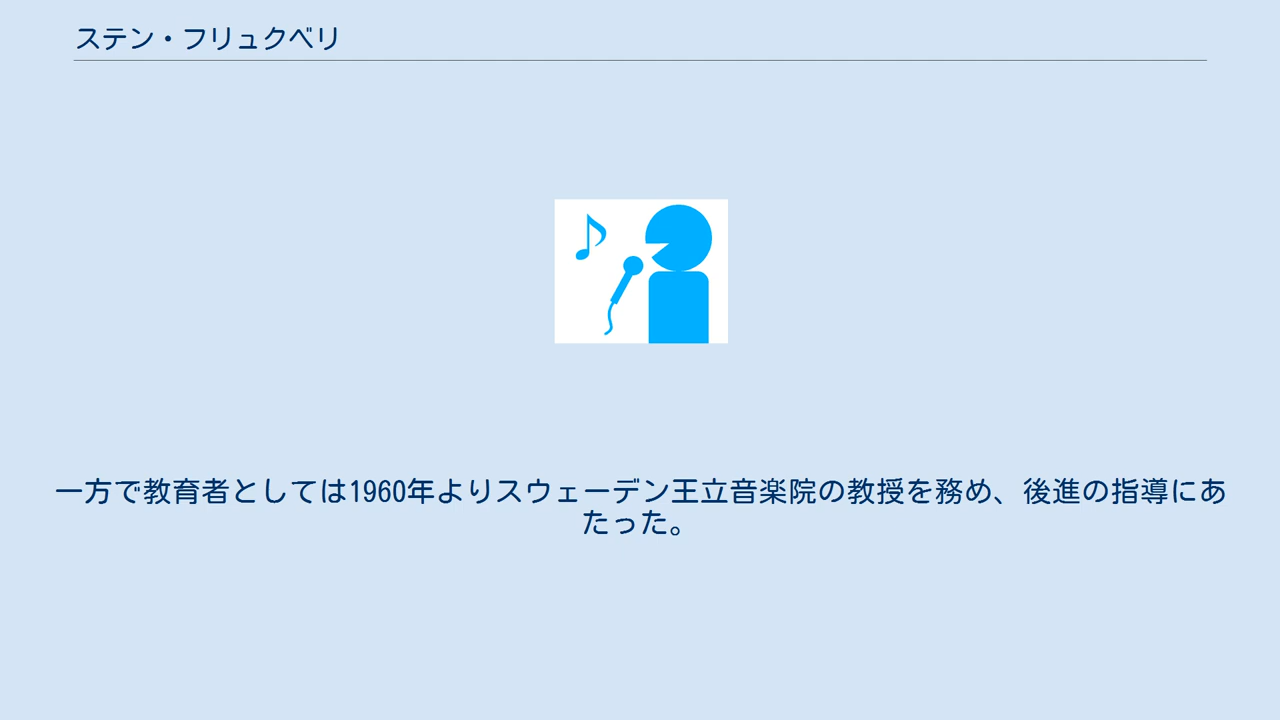 ステン・フリュクベリ
一方で教育者としては1960年よりスウェーデン王立音楽院の教授を務め、後進の指導にあ
たった。